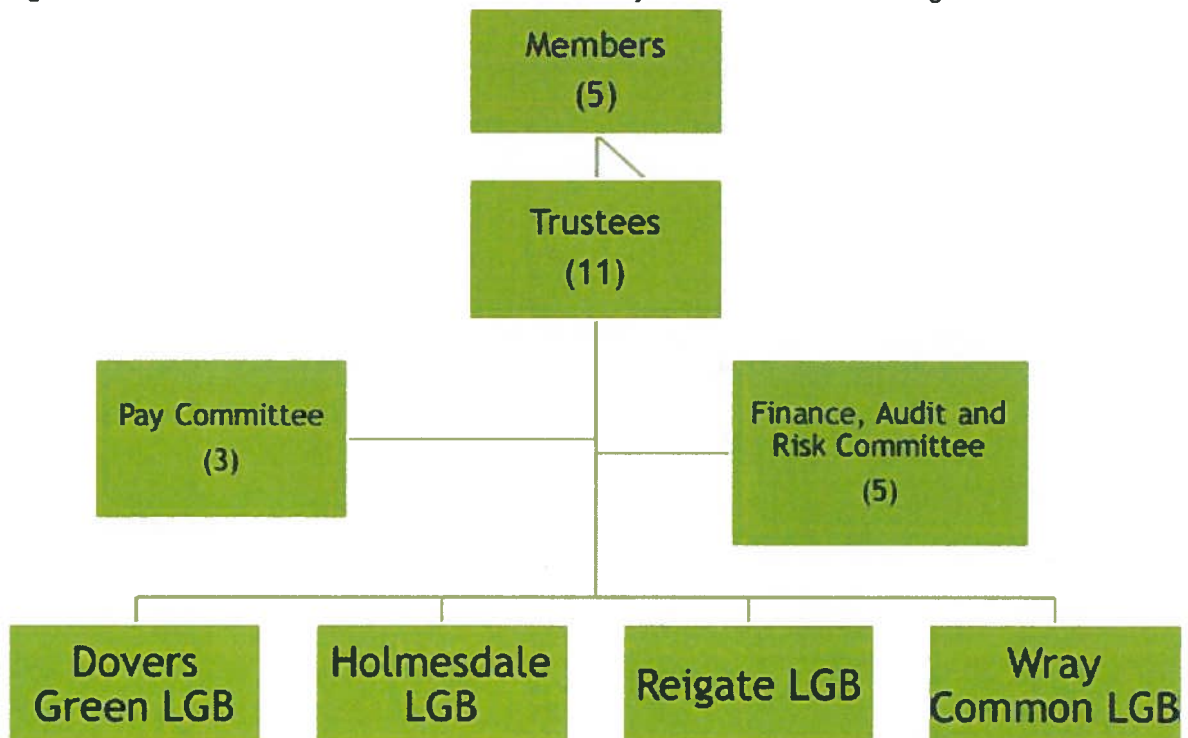 Members
(5)
Trustees
(11)
Pay Committee
(3)
Finance, Audit and
Risk Committee
(5)
Dovers
Green LGB
Holmesdale
LGB
Reigate LGB
Wray
Common LGB